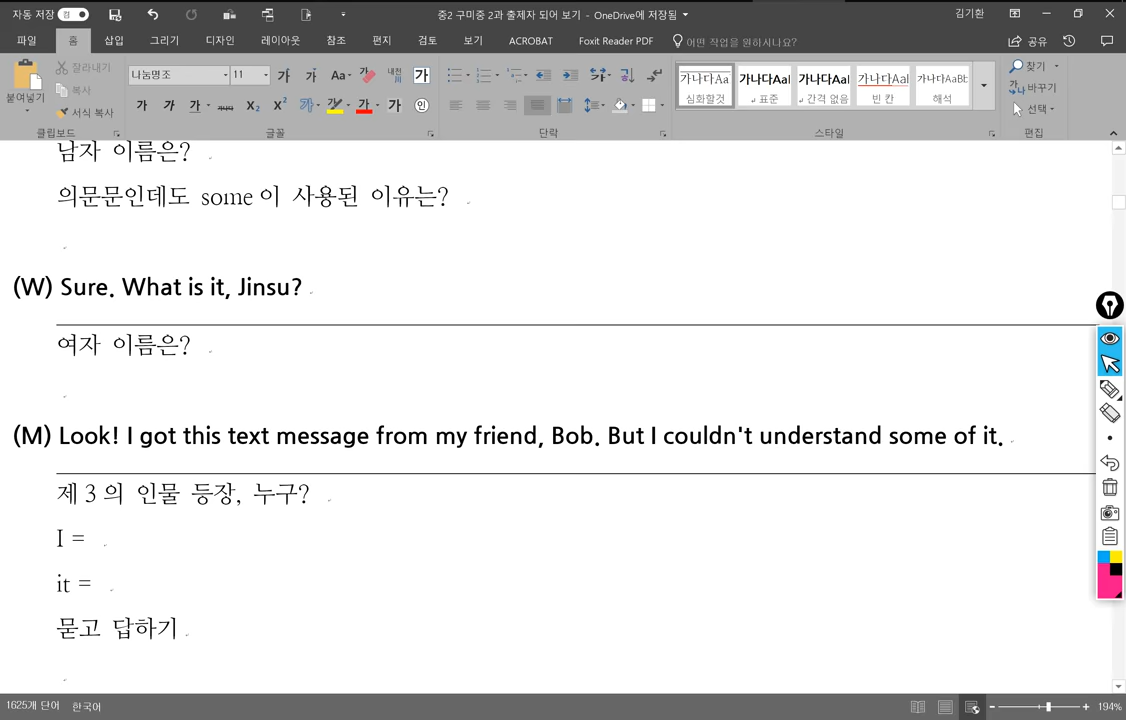 자동 저장 켬 중2 구미중 2과 출제자 되어 보기 - OneDrive에 저장됨 김기환
파일 홈 삽입 그리기 디자인 레이아웃 참조 편지 검토 보기 ACROBAT Foxit Reader PDF 어떤 작업을 원하시나요? 공유
붙여넣기 잘라내기 복사 서식 복사
나눔명조 11
가나다Aa 심화할것 가나다AaI 표준 가나다AaI 간격 없음 가나다AaI 빈 칸 가나다AaBb 해석
찾기 바꾸기 선택
클립보드 글꼴 단락 스타일 편집
남자 이름은?
의문문인데도 some이 사용된 이유는?
(W) Sure. What is it, Jinsu?
여자 이름은?
(M) Look! I got this text message from my friend, Bob. But I couldn't understand some of it.
제 3의 인물 등장, 누구?
I =
it =
묻고 답하기
1625개 단어 한국어 194%